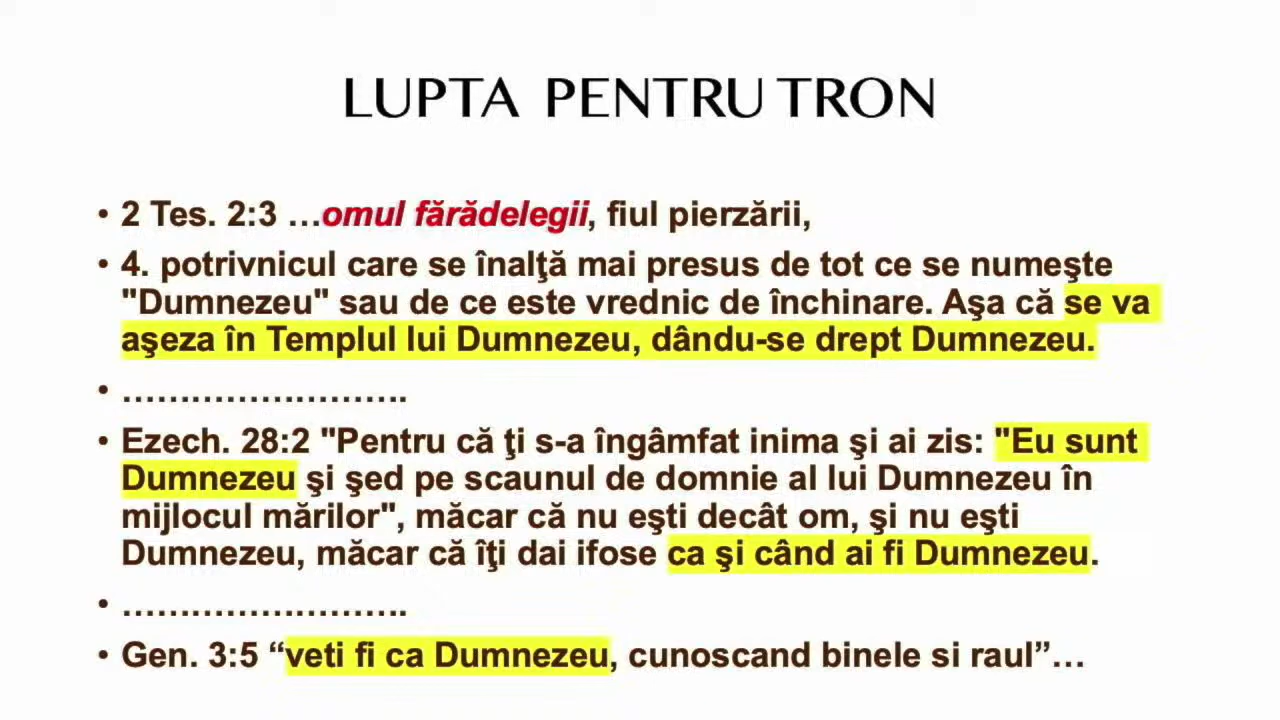 LUPTA PENTRU TRON
• 2 Tes. 2:3 …omul fărădelegii, fiul pierzării,
• 4. potrivnicul care se înalţă mai presus de tot ce se numeşte
"Dumnezeu" sau de ce este vrednic de închinare. Aşa că se va
aşeza în Templul lui Dumnezeu, dându-se drept Dumnezeu.
• …………………….
• Ezech. 28:2 "Pentru că ţi s-a îngâmfat inima şi ai zis: "Eu sunt
Dumnezeu şi şed pe scaunul de domnie al lui Dumnezeu în
mijlocul mărilor", măcar că nu eşti decât om, şi nu eşti
Dumnezeu, măcar că îţi dai ifose ca şi când ai fi Dumnezeu.
• …………………….
• Gen. 3:5 “veti fi ca Dumnezeu, cunoscand binele si raul”…